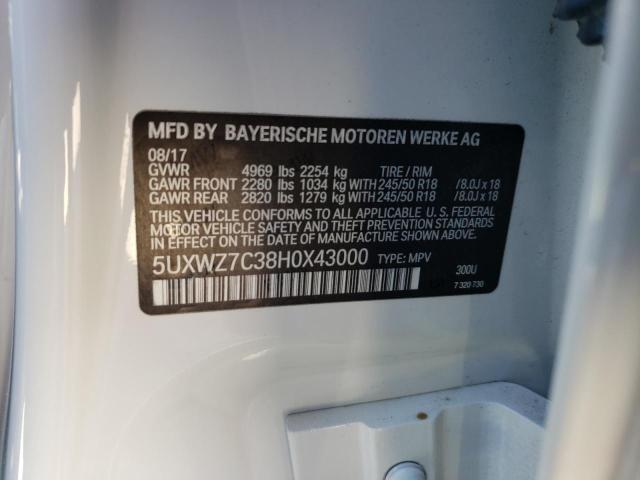 MFD BY BAYERISCHE MOTOREN WERKE AG
08/17
GVWR 4969 lbs 2254 kg TIRE / RIM
GAWR FRONT 2280 lbs 1034 kg WITH 245/50 R18 /8.0J x 18
GAWR REAR 2820 lbs 1279 kg WITH 245/50 R18 /8.0J x 18
THIS VEHICLE CONFORMS TO ALL APPLICABLE U. S. FEDERAL
MOTOR VEHICLE SAFETY AND THEFT PREVENTION STANDARDS
IN EFFECT ON THE DATE OF MANUFACTURE SHOWN ABOVE.
5UXWZ7C38H0X43000 TYPE: MPV
300U
7 320 730